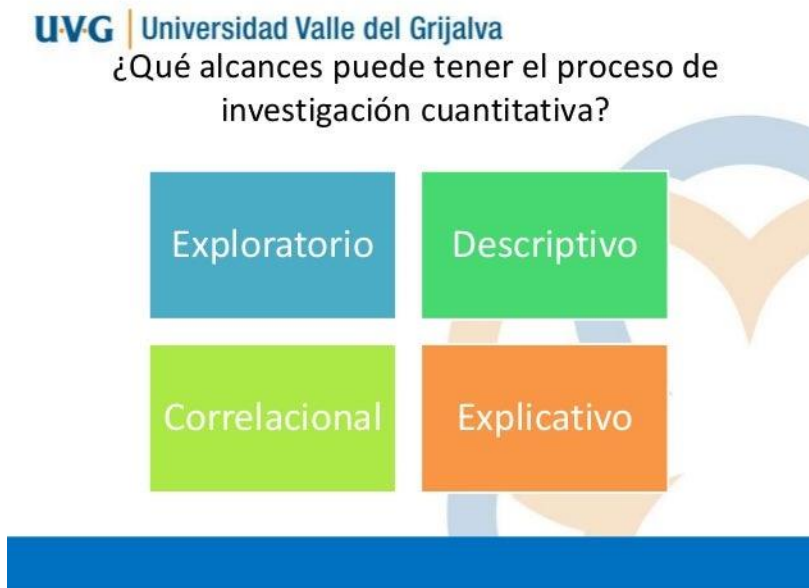 UVG Universidad Valle del Grijalva
¿Qué alcances puede tener el proceso de
investigación cuantitativa?
Exploratorio
Descriptivo
Correlacional
Explicativo